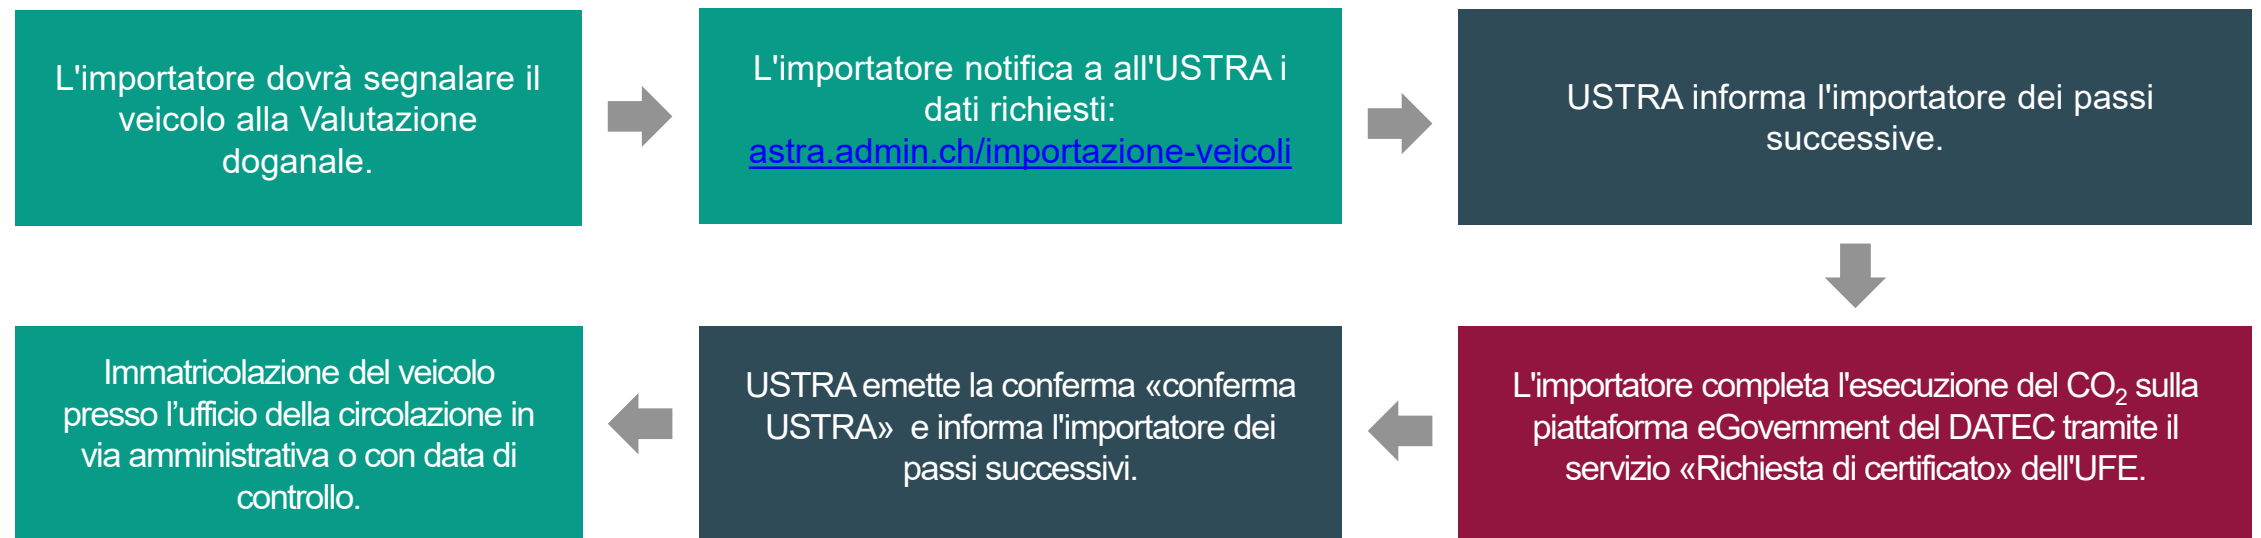 L'importatore dovrà segnalare il
veicolo alla Valutazione
doganale.
L'importatore notifica a all'USTRA i
dati richiesti:
astra.admin.ch/importazione-veicoli
USTRA informa l'importatore dei passi
successive.
L'importatore completa l'esecuzione del CO₂ sulla
piattaforma eGovernment del DATEC tramite il
servizio «Richiesta di certificato» dell'UFE.
USTRA emette la conferma «conferma
USTRA» e informa l'importatore dei
passi successivi.
Immatricolazione del veicolo
presso l’ufficio della circolazione in
via amministrativa o con data di
controllo.